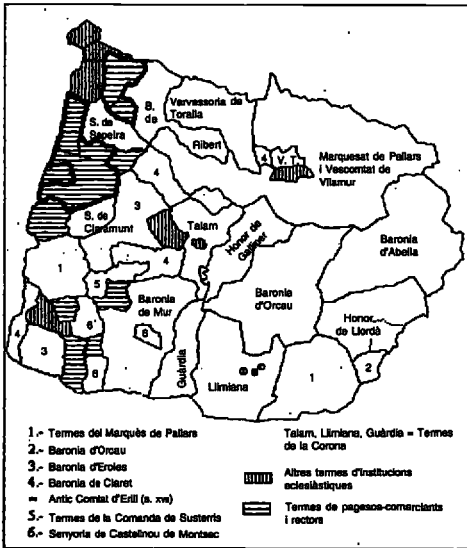 Vervessoria de
Toralla
B.
de
S. de
Sapeira
Ribert
4
V. T.
Marquesat de Pallars
i Vescomtat de
Vilamur
4
3
S. de
Claramunt
Talam
Honor de
Galliner
Baronia
d'Abella
1
4
5
Baronia
de Mur
Baronia
d'Orcau
Honor
de Llordà
6
6
4
3
6
Guàrdia
Llimiana
1
2
1.- Termes del Marquès de Pallars
2.- Baronia d'Orcau
3.- Baronia d'Eroles
4.- Baronia de Claret
= Antic Comtat d'Erill (s. XVII)
5.- Termes de la Comanda de Susterris
6.- Senyoria de Castellnou de Montsec
Talam, Llimiana, Guàrdia = Termes
de la Corona
Altres termes d'institucions
eclesiàstiques
Termes de pagesos-comerciants
i rectors